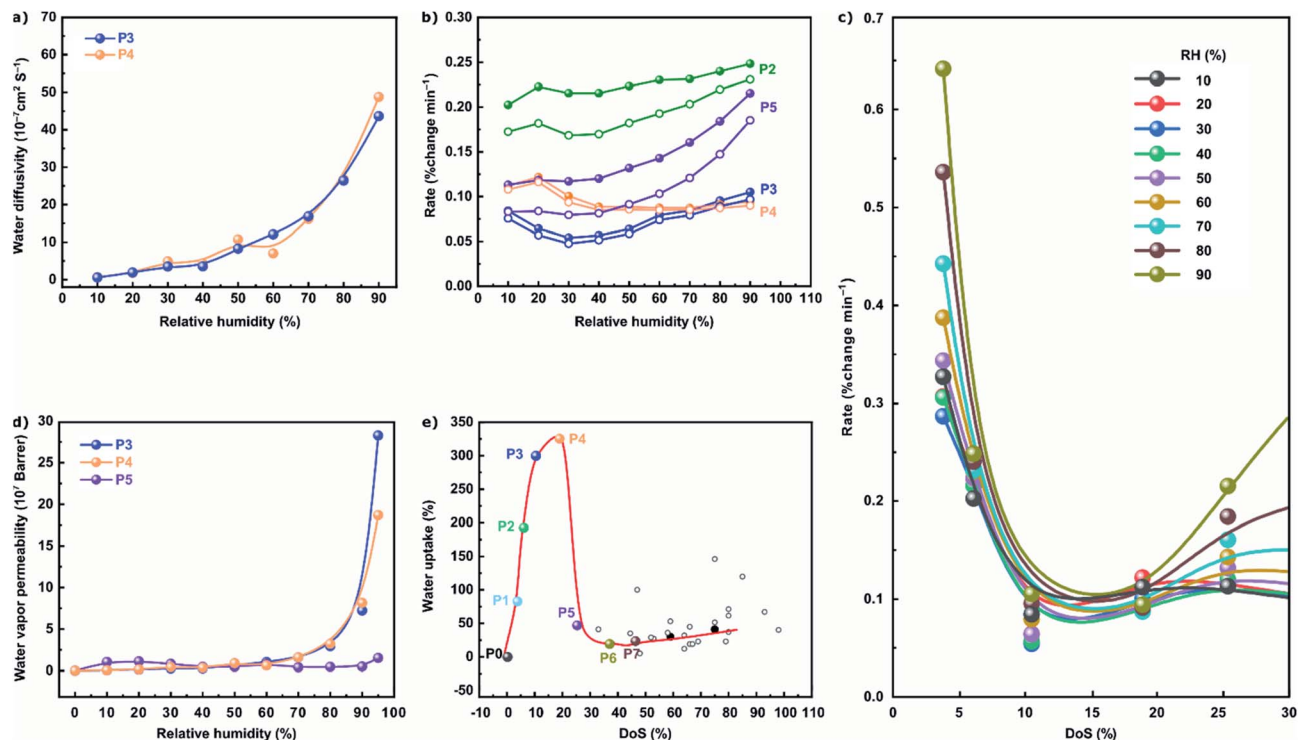 a)
P3
P4
Water diffusivity (10⁻⁷/cm² S⁻¹)
70
60
50
40
30
20
10
0
0 10 20 30 40 50 60 70 80 90
Relative humidity (%)
b)
Rate (%change min⁻¹)
0.30
0.25
0.20
0.15
0.10
0.05
0.00
P2
P5
P3
P4
0 10 20 30 40 50 60 70 80 90 100 110
Relative humidity (%)
c)
Rate (%change min⁻¹)
0.7
0.6
0.5
0.4
0.3
0.2
0.1
0.0
RH (%)
10
20
30
40
50
60
70
80
90
0 5 10 15 20 25 30
DoS (%)
d)
P3
P4
P5
Water vapor permeability (10⁷ Barrer)
30
25
20
15
10
5
0
0 10 20 30 40 50 60 70 80 90 100
Relative humidity (%)
e)
Water uptake (%)
350
300
250
200
150
100
50
0
-50
P4
P3
P2
P1
P5
P0
P6
P7
-10 0 10 20 30 40 50 60 70 80 90 100 110
DoS (%)